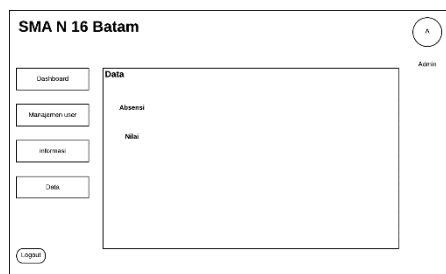 SMA N 16 Batam
A
Admin
Dashboard
Manajemen user
Informasi
Data
Logout
Data
Absensi
Nilai